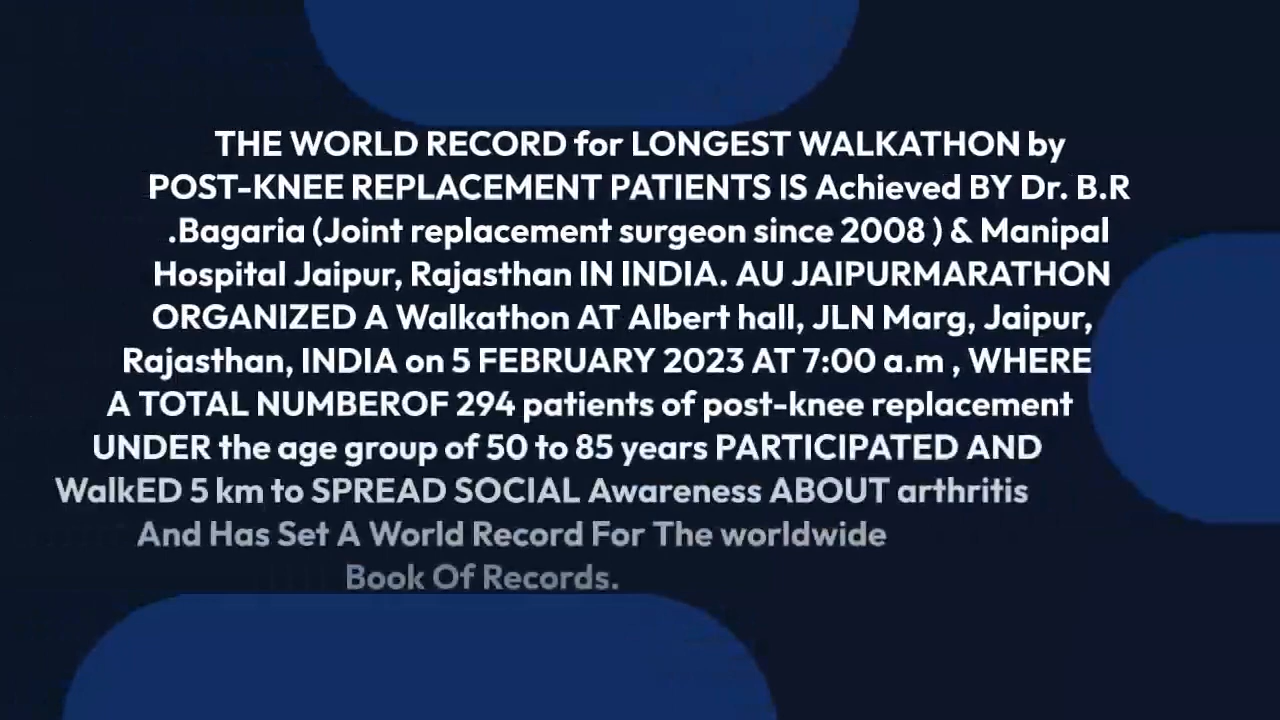 THE WORLD RECORD for LONGEST WALKATHON by
POST-KNEE REPLACEMENT PATIENTS IS Achieved BY Dr. B.R
.Bagaria (Joint replacement surgeon since 2008 ) & Manipal
Hospital Jaipur, Rajasthan IN INDIA. AU JAIPURMARATHON
ORGANIZED A Walkathon AT Albert hall, JLN Marg, Jaipur,
Rajasthan, INDIA on 5 FEBRUARY 2023 AT 7:00 a.m , WHERE
A TOTAL NUMBEROF 294 patients of post-knee replacement
UNDER the age group of 50 to 85 years PARTICIPATED AND
WalkED 5 km to SPREAD SOCIAL Awareness ABOUT arthritis
And Has Set A World Record For The worldwide
Book Of Records.